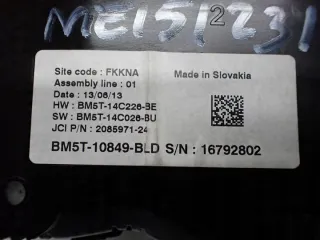 ME151231
2
Site code : FKKNA
Made in Slovakia
Assembly line : 01
Date : 13/06/13
HW : BM5T-14C226-BE
SW : BM5T-14C026-BU
JCI P/N : 2085971-24
BM5T-10849-BLD S/N : 16792802